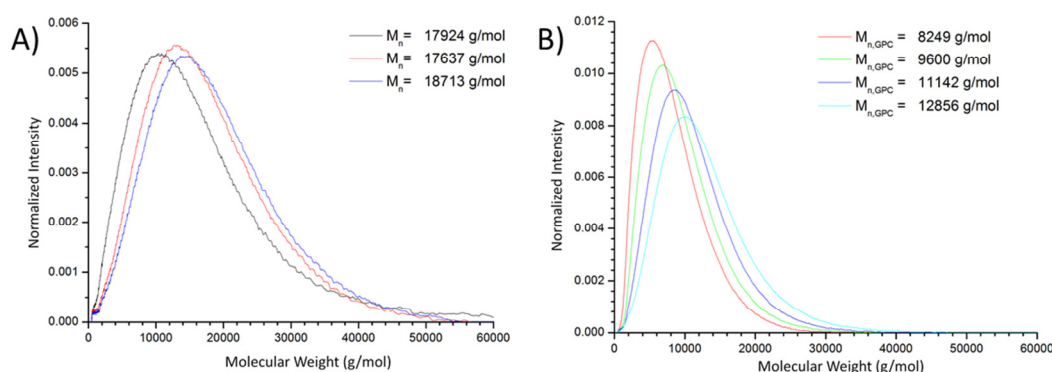 A)
0.006
0.005
0.004
0.003
0.002
0.001
0.000
Normalized Intensity
0 10000 20000 30000 40000 50000 60000
Molecular Weight (g/mol)
Mn= 17924 g/mol
Mn= 17637 g/mol
Mn= 18713 g/mol
B)
0.012
0.010
0.008
0.006
0.004
0.002
0.000
Normalized Intensity
0 10000 20000 30000 40000 50000 60000
Molecular Weight (g/mol)
Mn,GPC = 8249 g/mol
Mn,GPC = 9600 g/mol
Mn,GPC = 11142 g/mol
Mn,GPC = 12856 g/mol